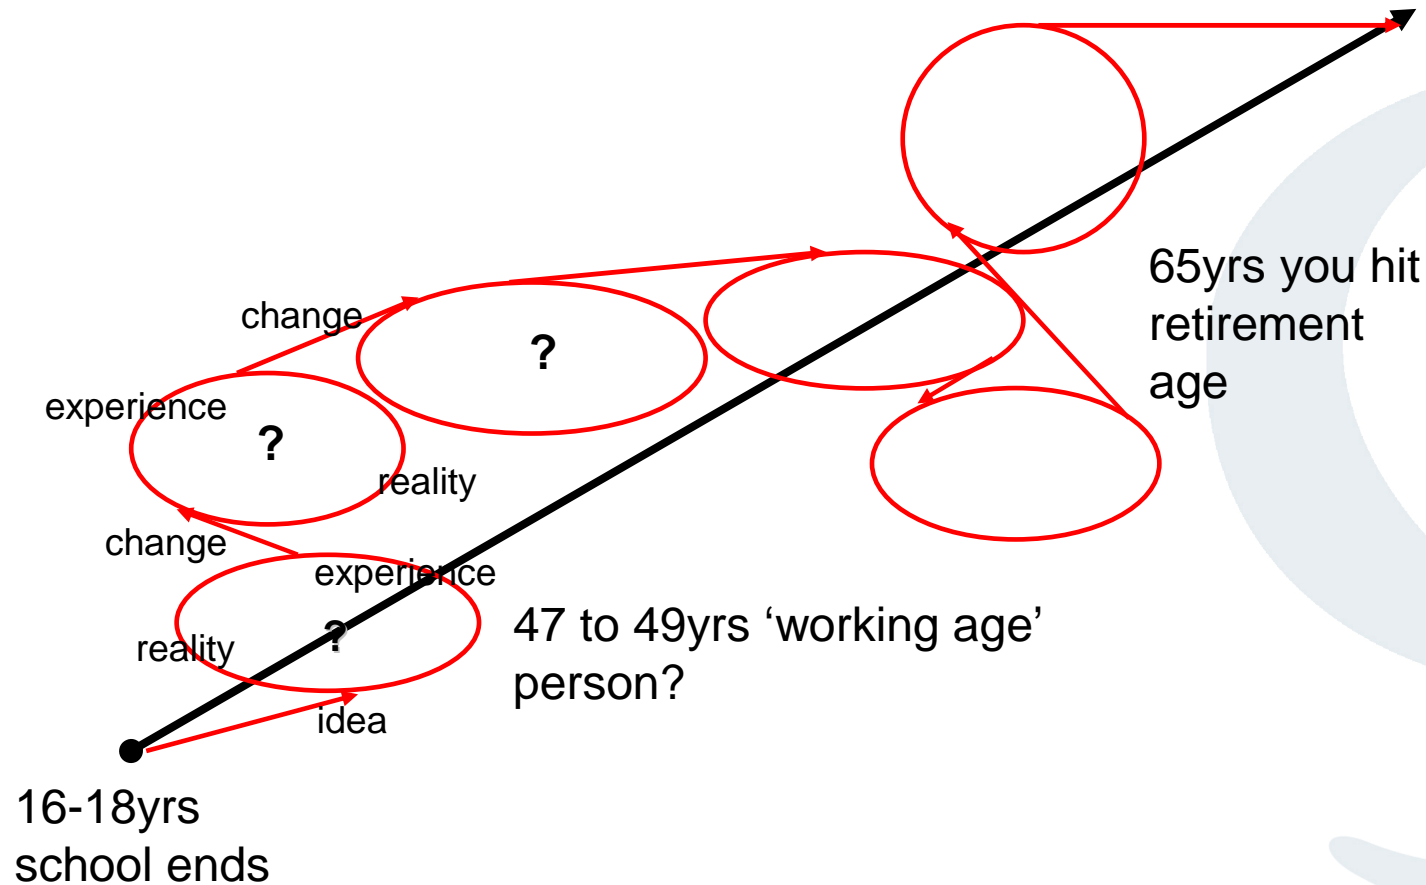 65yrs you hit
retirement
age
change
?
experience
?
reality
change
experience
47 to 49yrs ‘working age’
person?
?
reality
idea
16-18yrs
school ends